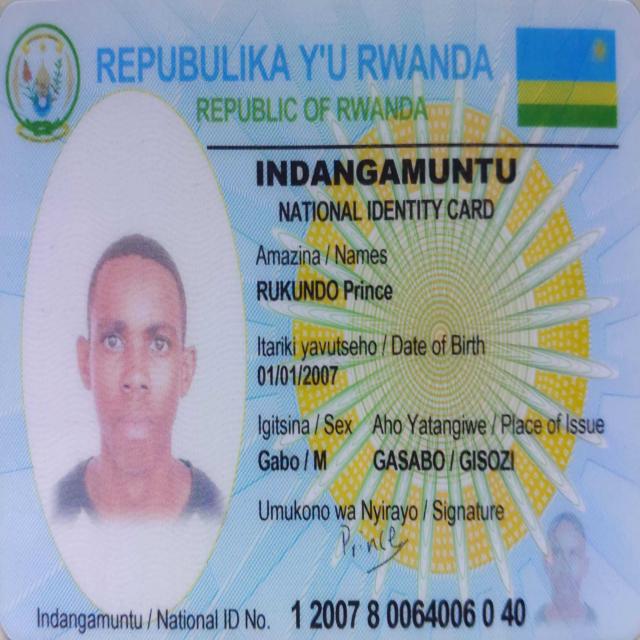 REPUBULIKA Y'U RWANDA
REPUBLIC OF RWANDA
INDANGAMUNTU
NATIONAL IDENTITY CARD
Amazina / Names
RUKUNDO Prince
Itariki yavutseho / Date of Birth
01/01/2007
Igitsina / Sex Aho Yatangiwe / Place of Issue
Gabo / M GASABO / GISOZI
Umukono wa Nyirayo / Signature
Prince
Indangamuntu / National ID No. 1 2007 8 0064006 0 40